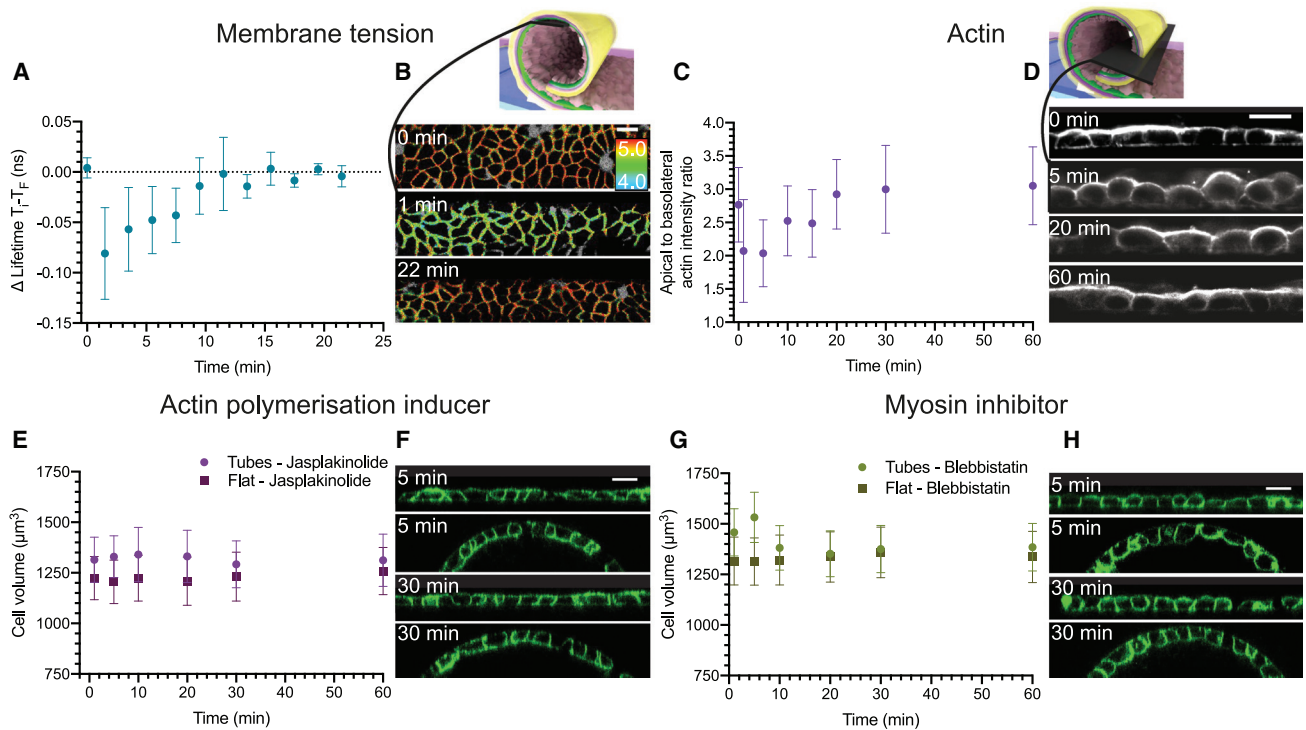 Membrane tension
Actin
A
B
C
D
Δ Lifetime Tᵢ-T_F (ns)
0.05
0.00
-0.05
-0.10
-0.15
0
5
10
15
20
25
Time (min)
0 min
5.0
4.0
1 min
22 min
Apical to basolateral
actin intensity ratio
4.0
3.5
3.0
2.5
2.0
1.5
1.0
0
10
20
30
40
50
60
Time (min)
0 min
5 min
20 min
60 min
Actin polymerisation inducer
Myosin inhibitor
E
F
G
H
Tubes - Jasplakinolide
Flat - Jasplakinolide
Cell volume (µm³)
1750
1500
1250
1000
750
0
10
20
30
40
50
60
Time (min)
5 min
5 min
30 min
30 min
Tubes - Blebbistatin
Flat - Blebbistatin
Cell volume (µm³)
1750
1500
1250
1000
750
0
10
20
30
40
50
60
Time (min)
5 min
5 min
30 min
30 min